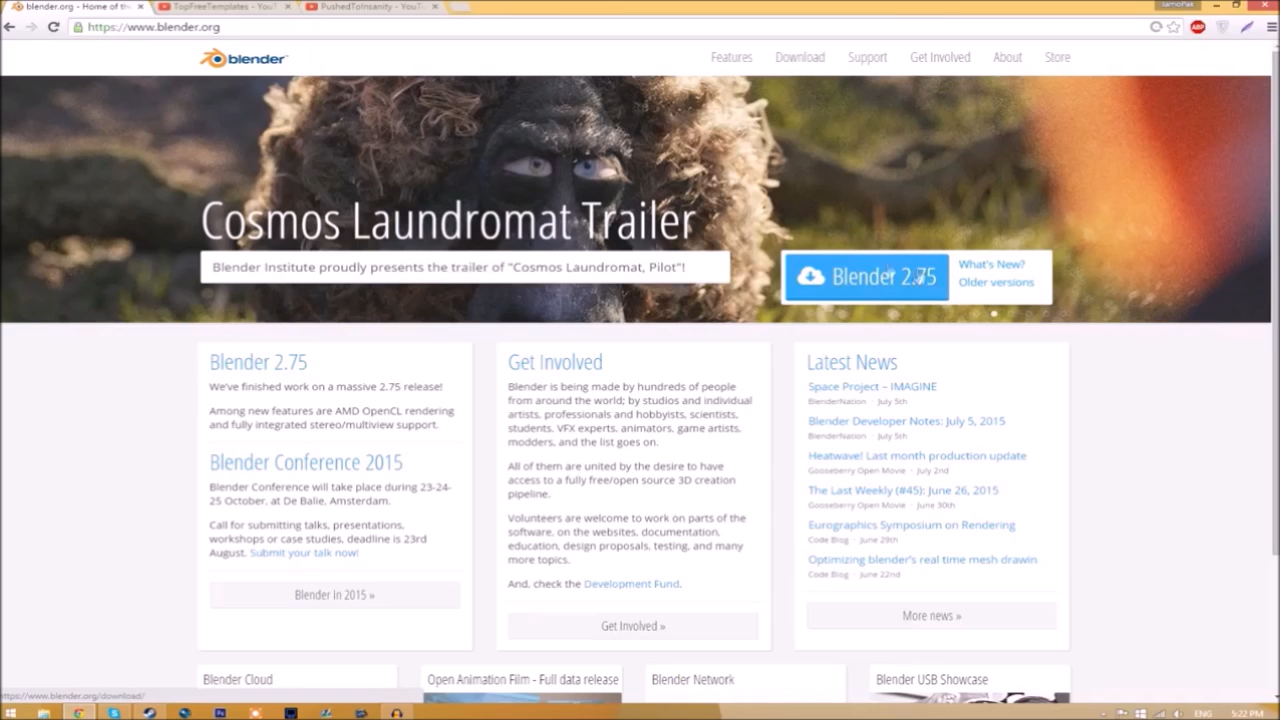 blender.org - Home of th
TopFreeTemplates - YouT
PushedToInsanity - YouTu
https://www.blender.org
ABP
blender
Features
Download
Support
Get Involved
About
Store
Cosmos Laundromat Trailer
Blender Institute proudly presents the trailer of "Cosmos Laundromat, Pilot"!
Blender 2.75
What's New?
Older versions
Blender 2.75
We've finished work on a massive 2.75 release!
Among new features are AMD OpenCL rendering
and fully integrated stereo/multiview support.
Blender Conference 2015
Blender Conference will take place during 23-24-
25 October, at De Balie, Amsterdam.
Call for submitting talks, presentations,
workshops or case studies, deadline is 23rd
August. Submit your talk now!
Blender in 2015 »
Get Involved
Blender is being made by hundreds of people
from around the world; by studios and individual
artists, professionals and hobbyists, scientists,
students, VFX experts, animators, game artists,
modders, and the list goes on.
All of them are united by the desire to have
access to a fully free/open source 3D creation
pipeline.
Volunteers are welcome to work on parts of the
software, on the websites, documentation,
education, design proposals, testing, and many
more topics.
And, check the Development Fund.
Get Involved »
Latest News
Space Project – IMAGINE
BlenderNation · July 5th
Blender Developer Notes: July 5, 2015
BlenderNation · July 5th
Heatwave! Last month production update
Gooseberry Open Movie · July 2nd
The Last Weekly (#45): June 26, 2015
Gooseberry Open Movie · June 30th
Eurographics Symposium on Rendering
Code Blog · June 29th
Optimizing blender's real time mesh drawin
Code Blog · June 22nd
More news »
Blender Cloud
Open Animation Film - Full data release
Blender Network
Blender USB Showcase
https://www.blender.org/download/
ENG
5:22 PM